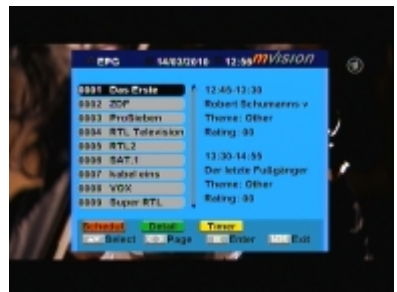 EPG 14/03/2010 12:58 mvision
0001 Das Erste
0002 ZDF
0003 ProSieben
0004 RTL Television
0005 RTL2
0006 SAT.1
0007 kabel eins
0008 VOX
0009 Super RTL
12:45-13:30
Robert Schumanns v
Theme: Other
Rating: 00
13:30-14:55
Der letzte Fußgänger
Theme: Other
Rating: 00
Schedul Detail Timer
Select Page Enter Exit